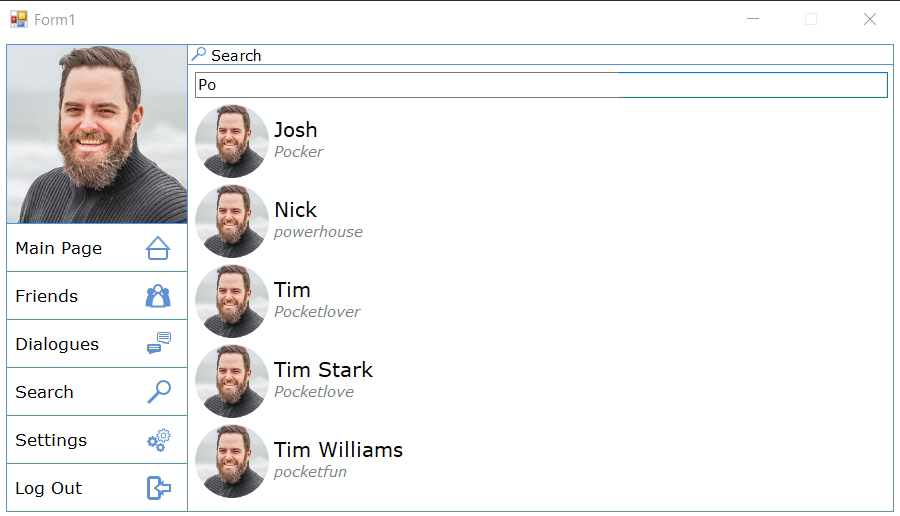 Form1
Search
Po
Josh
Pocker
Nick
powerhouse
Tim
Pocketlover
Tim Stark
Pocketlove
Tim Williams
pocketfun
Main Page
Friends
Dialogues
Search
Settings
Log Out